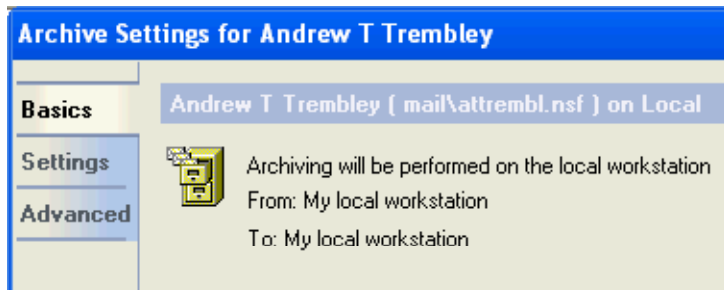 Archive Settings for Andrew T Trembley
Basics
Andrew T Trembley ( mail\attrembl.nsf ) on Local
Settings
Archiving will be performed on the local workstation
From: My local workstation
Advanced
To: My local workstation